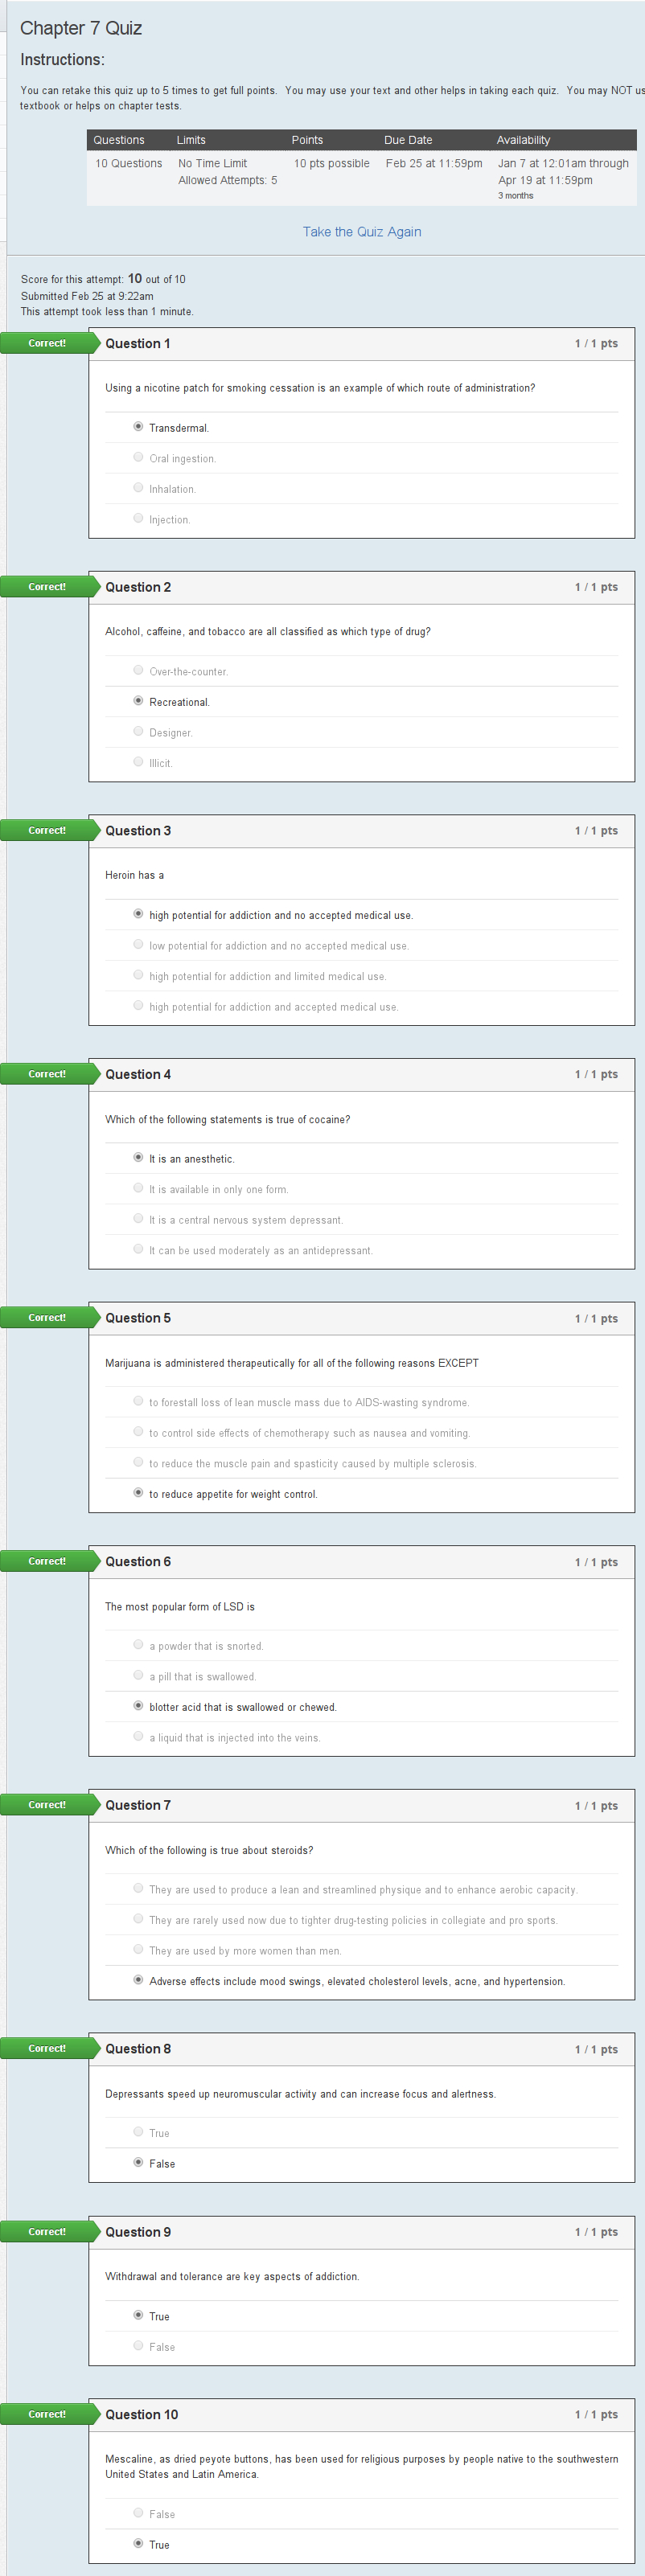 Chapter 7 Quiz
Instructions:
You can retake this quiz up to 5 times to get full points. You may use your text and other helps in taking each quiz. You may NOT
textbook or helps on chapter tests.
Questions Limits Points Due Date Availability
10 Questions No Time Limit 10 pts possible Feb 25 at 11:59pm Jan 7 at 12:01am through
Allowed Attempts: 5 Apr 19 at 11:59pm
3 months
Take the Quiz Again
Score for this attempt: 10 out of 10
Submitted Feb 25 at 9:22am
This attempt took less than 1 minute.
Correct! Question 1 1 / 1 pts
Using a nicotine patch for smoking cessation is an example of which route of administration?
Transdermal.
Oral ingestion.
Inhalation.
Injection.
Correct! Question 2 1 / 1 pts
Alcohol, caffeine, and tobacco are all classified as which type of drug?
Over-the-counter.
Recreational.
Designer.
Illicit.
Correct! Question 3 1 / 1 pts
Heroin has a
high potential for addiction and no accepted medical use.
low potential for addiction and no accepted medical use.
high potential for addiction and limited medical use.
high potential for addiction and accepted medical use.
Correct! Question 4 1 / 1 pts
Which of the following statements is true of cocaine?
It is an anesthetic.
It is available in only one form.
It is a central nervous system depressant.
It can be used moderately as an antidepressant.
Correct! Question 5 1 / 1 pts
Marijuana is administered therapeutically for all of the following reasons EXCEPT
to forestall loss of lean muscle mass due to AIDS-wasting syndrome.
to control side effects of chemotherapy such as nausea and vomiting.
to reduce the muscle pain and spasticity caused by multiple sclerosis.
to reduce appetite for weight control.
Correct! Question 6 1 / 1 pts
The most popular form of LSD is
a powder that is snorted.
a pill that is swallowed.
blotter acid that is swallowed or chewed.
a liquid that is injected into the veins.
Correct! Question 7 1 / 1 pts
Which of the following is true about steroids?
They are used to produce a lean and streamlined physique and to enhance aerobic capacity.
They are rarely used now due to tighter drug-testing policies in collegiate and pro sports.
They are used by more women than men.
Adverse effects include mood swings, elevated cholesterol levels, acne, and hypertension.
Correct! Question 8 1 / 1 pts
Depressants speed up neuromuscular activity and can increase focus and alertness.
True
False
Correct! Question 9 1 / 1 pts
Withdrawal and tolerance are key aspects of addiction.
True
False
Correct! Question 10 1 / 1 pts
Mescaline, as dried peyote buttons, has been used for religious purposes by people native to the southwestern
United States and Latin America.
False
True